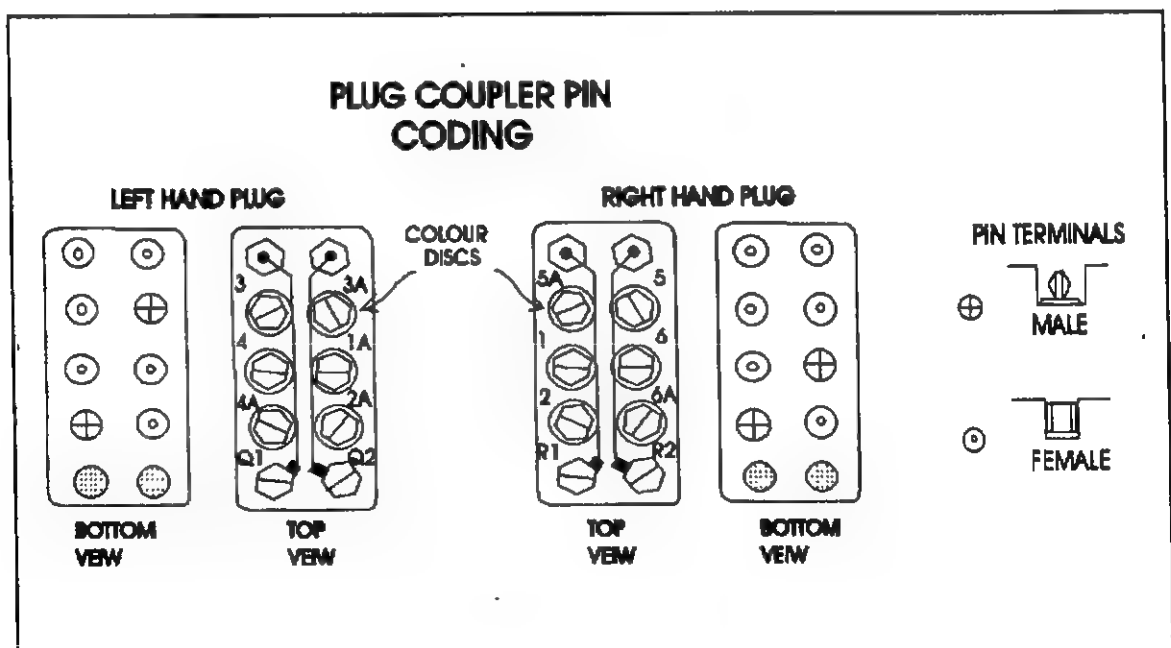 PLUG COUPLER PIN
CODING
LEFT HAND PLUG
RIGHT HAND PLUG
COLOUR
DISCS
PIN TERMINALS
3 3A
4 1A
4A 2A
Q1 Q2
5A 5
1 6
2 6A
R1 R2
MALE
FEMALE
BOTTOM
VEIW
TOP
VEIW
TOP
VEIW
BOTTOM
VEIW